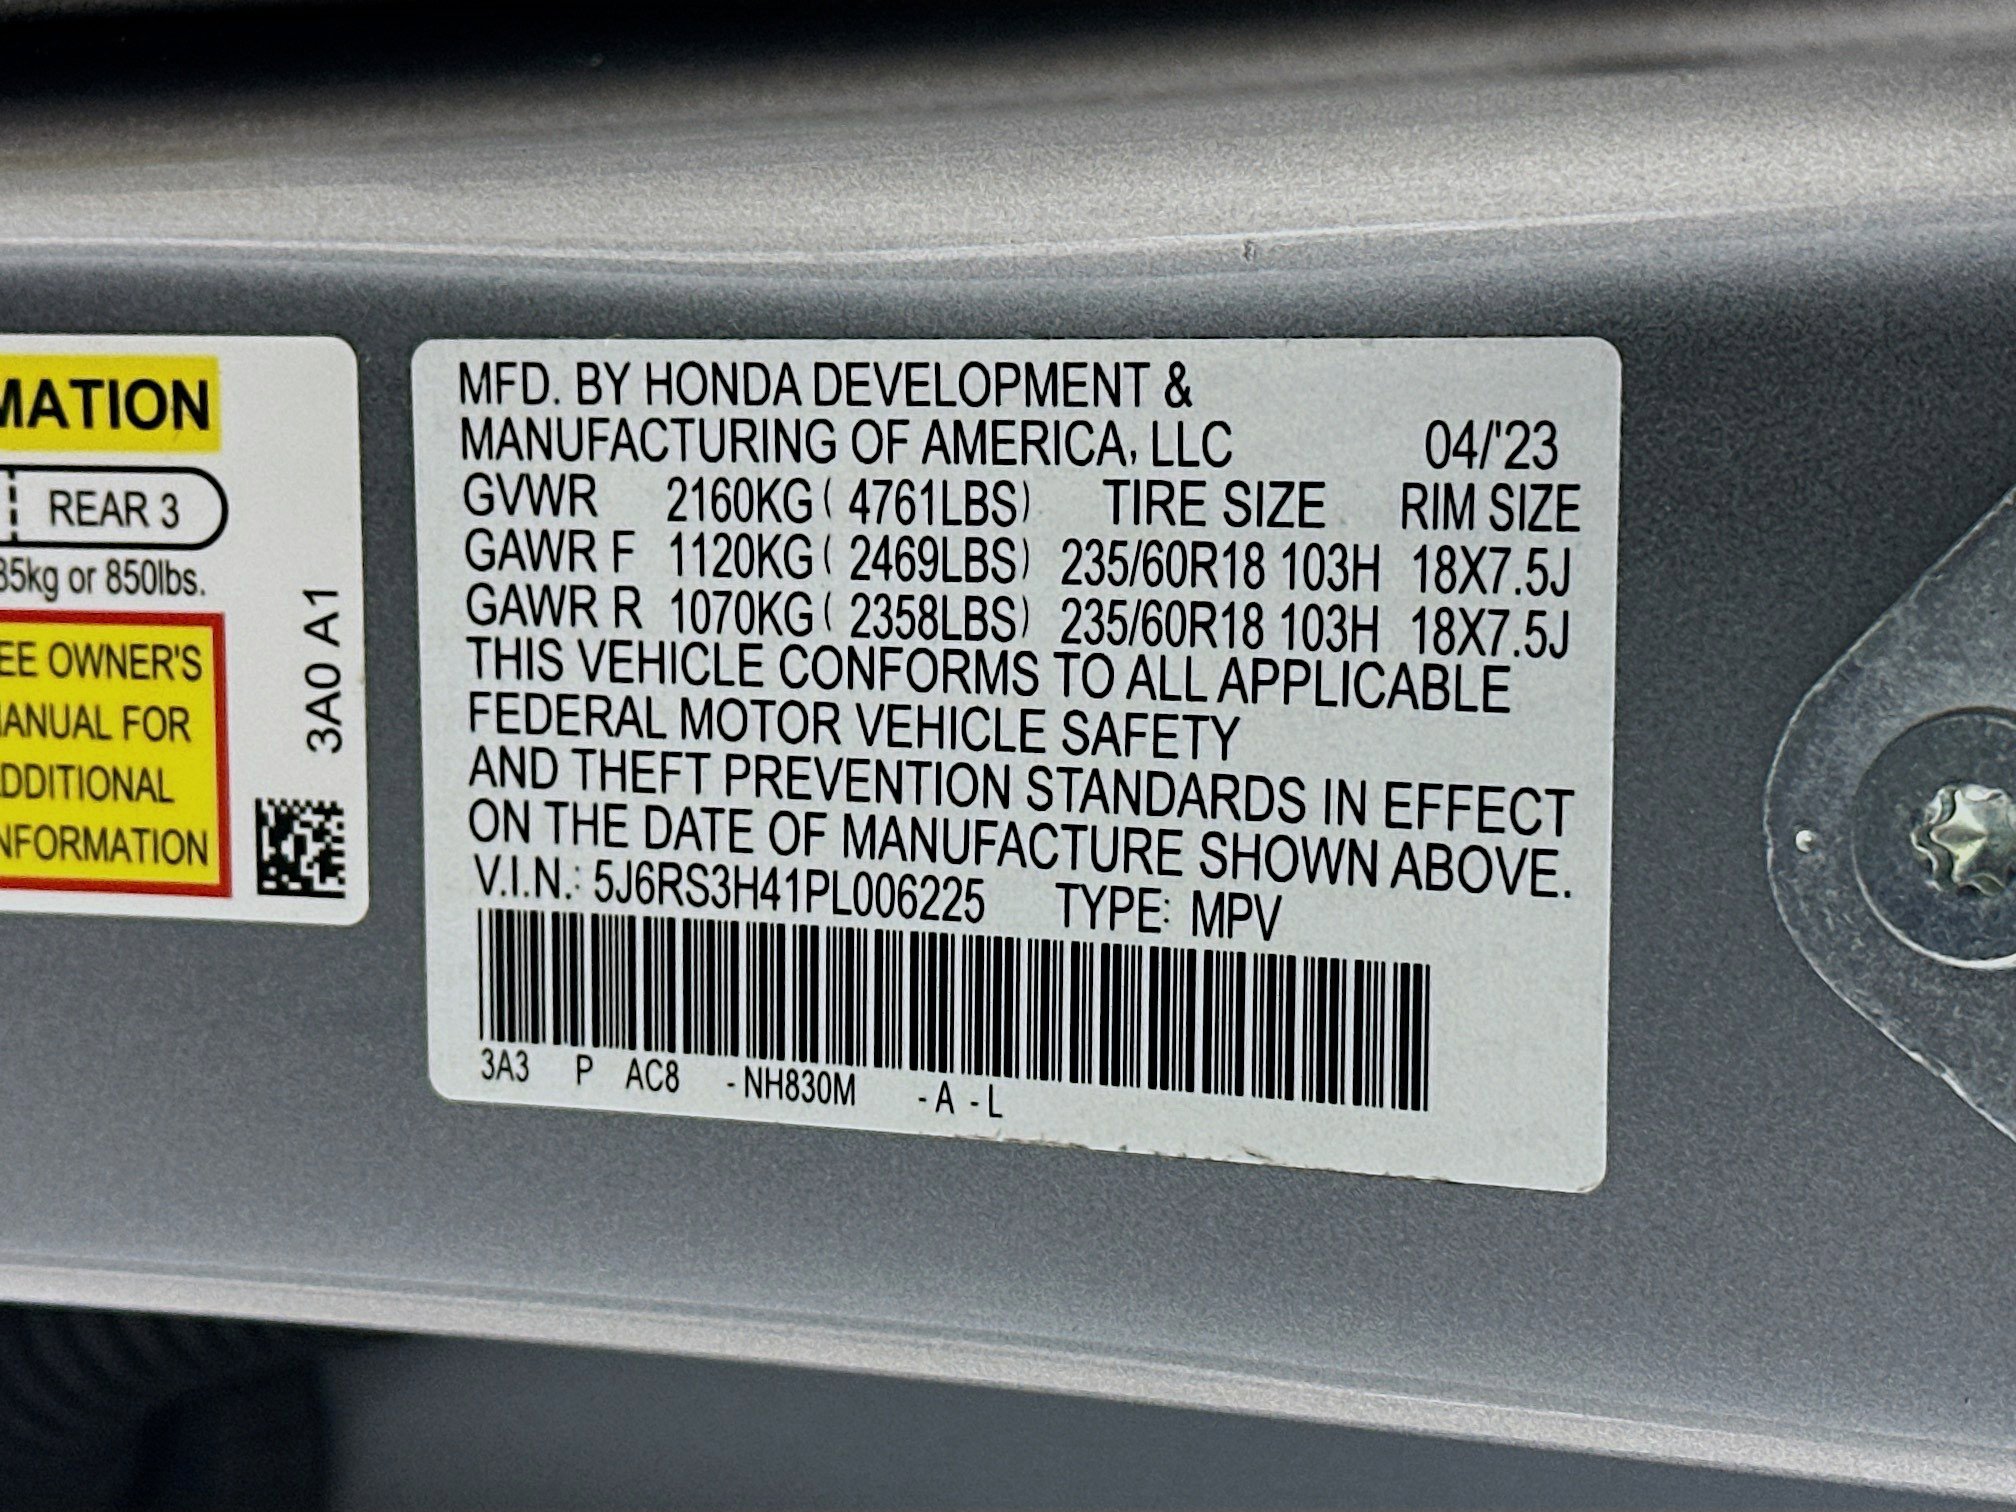 MATION
REAR 3
85kg or 850lbs.
EE OWNER'S
MANUAL FOR
DDITIONAL
NFORMATION
3A0 A1
MFD. BY HONDA DEVELOPMENT &
MANUFACTURING OF AMERICA, LLC 04/'23
GVWR 2160KG ( 4761LBS) TIRE SIZE RIM SIZE
GAWR F 1120KG ( 2469LBS) 235/60R18 103H 18X7.5J
GAWR R 1070KG ( 2358LBS) 235/60R18 103H 18X7.5J
THIS VEHICLE CONFORMS TO ALL APPLICABLE
FEDERAL MOTOR VEHICLE SAFETY
AND THEFT PREVENTION STANDARDS IN EFFECT
ON THE DATE OF MANUFACTURE SHOWN ABOVE.
V.I.N.: 5J6RS3H41PL006225 TYPE: MPV
3A3 P AC8 -NH830M -A -L